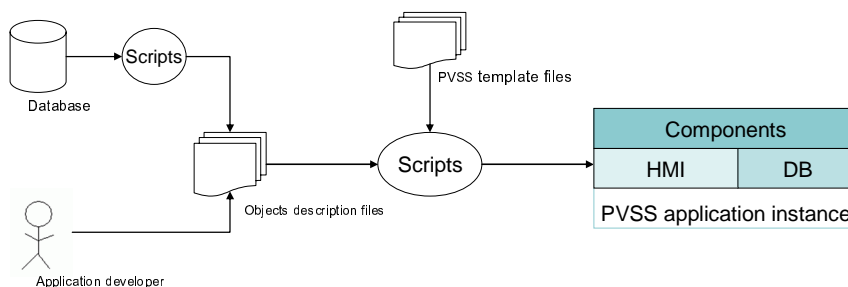 Scripts
Database
PVSS template files
Components
Scripts
HMI
DB
Objects description files
PVSS application instance
Application developer